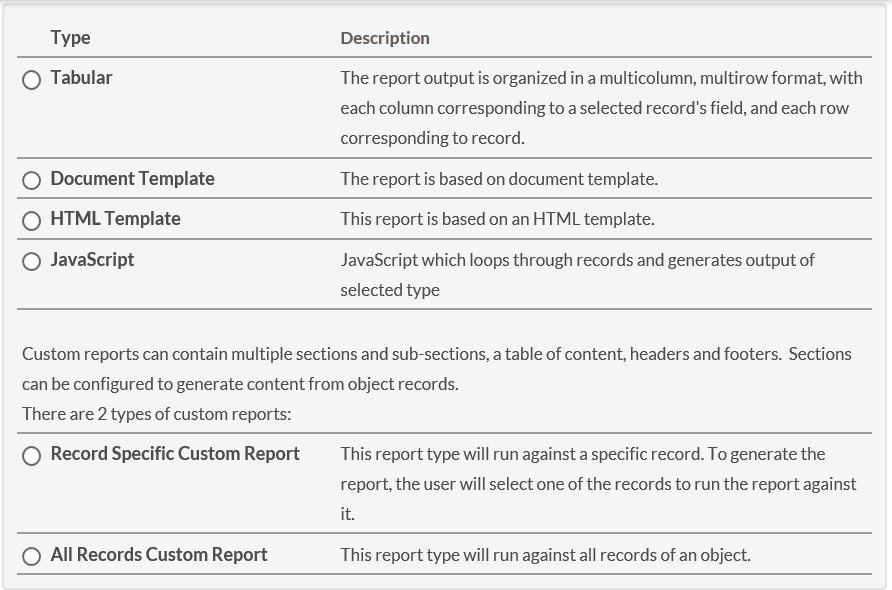 Type Description
Tabular The report output is organized in a multicolumn, multirow format, with
each column corresponding to a selected record's field, and each row
corresponding to record.
Document Template The report is based on document template.
HTML Template This report is based on an HTML template.
JavaScript JavaScript which loops through records and generates output of
selected type
Custom reports can contain multiple sections and sub-sections, a table of content, headers and footers.  Sections
can be configured to generate content from object records.
There are 2 types of custom reports:
Record Specific Custom Report This report type will run against a specific record. To generate the
report, the user will select one of the records to run the report against
it.
All Records Custom Report This report type will run against all records of an object.